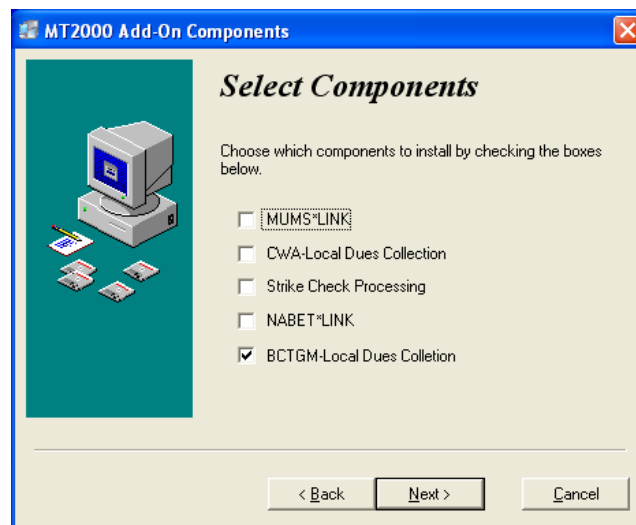 MT2000 Add-On Components
Select Components
Choose which components to install by checking the boxes
below.
MUMS*LINK
CWA-Local Dues Collection
Strike Check Processing
NABET*LINK
BCTGM-Local Dues Colletion
< Back
Next >
Cancel